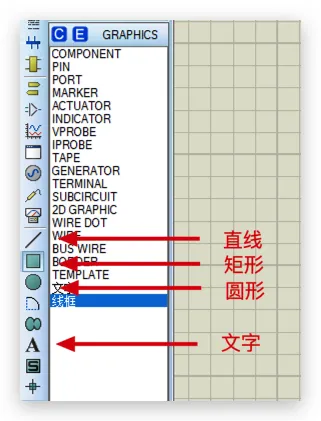 C E GRAPHICS
COMPONENT
PIN
PORT
MARKER
ACTUATOR
INDICATOR
VPROBE
IPROBE
TAPE
GENERATOR
TERMINAL
SUBCIRCUIT
2D GRAPHIC
WIRE DOT
WIRE
直线
BUS WIRE
BORDER
矩形
TEMPLATE
文字
圆形
线框
A
文字
S